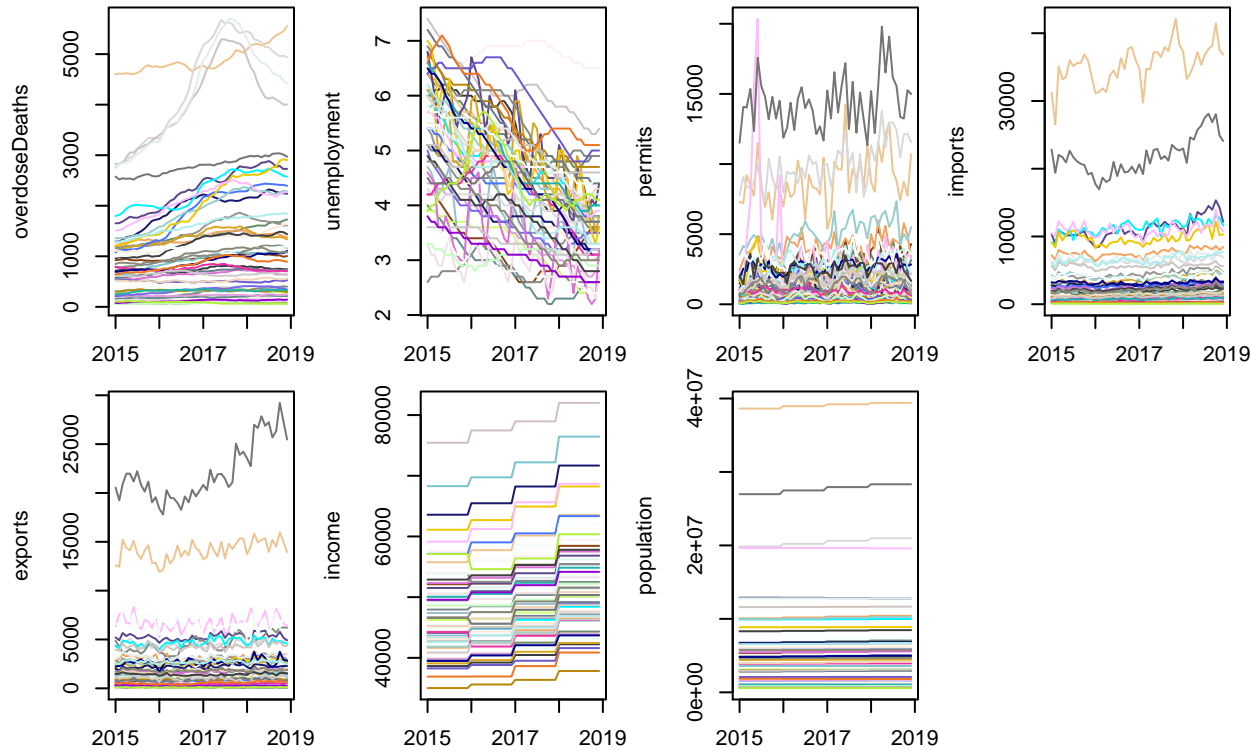 overdoseDeaths
0 1000 3000 5000
2015 2017 2019
unemployment
2 3 4 5 6 7
2015 2017 2019
permits
0 5000 15000
2015 2017 2019
imports
0 10000 30000
2015 2017 2019
exports
0 5000 15000 25000
2015 2017 2019
income
40000 60000 80000
2015 2017 2019
population
0e+00 2e+07 4e+07
2015 2017 2019